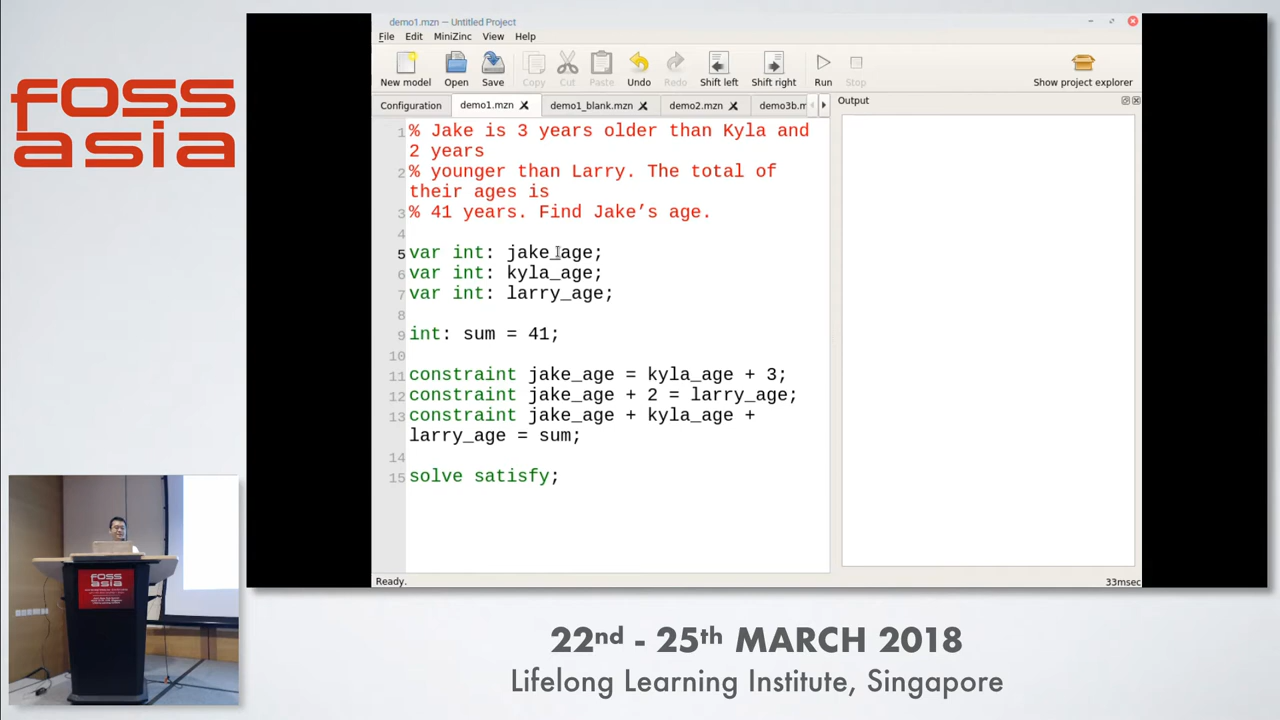 foss
asia
demo1.mzn — Untitled Project
File Edit MiniZinc View Help
New model Open Save Copy Cut Paste Undo Redo Shift left Shift right Run Stop Show project explorer
Configuration demo1.mzn demo1_blank.mzn demo2.mzn demo3b.m
Output
1 % Jake is 3 years older than Kyla and
2 years
2 % younger than Larry. The total of
their ages is
3 % 41 years. Find Jake’s age.
4
5 var int: jake_age;
6 var int: kyla_age;
7 var int: larry_age;
8
9 int: sum = 41;
10
11 constraint jake_age = kyla_age + 3;
12 constraint jake_age + 2 = larry_age;
13 constraint jake_age + kyla_age +
larry_age = sum;
14
15 solve satisfy;
Ready.
33msec
foss
asia
22nd - 25th MARCH 2018
Lifelong Learning Institute, Singapore